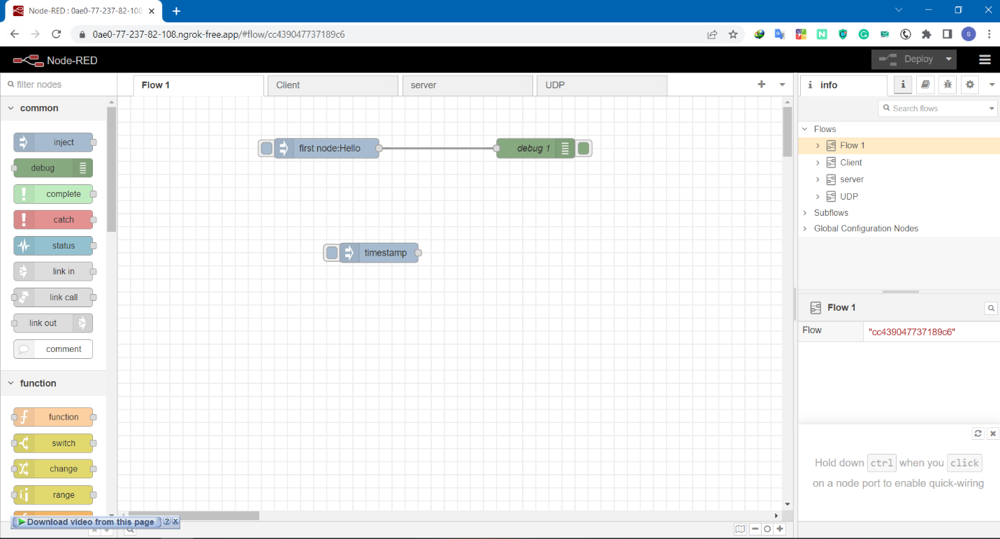 Node-RED : 0ae0-77-237-82-108
0ae0-77-237-82-108.ngrok-free.app/#flow/cc439047737189c6
S
Node-RED
Deploy
filter nodes
Flow 1
Client
server
UDP
i
info
i
common
Search flows
inject
debug
complete
catch
status
link in
link call
link out
comment
function
function
switch
change
range
first node:Hello
debug 1
timestamp
Flows
Flow 1
Client
server
UDP
Subflows
Global Configuration Nodes
Flow 1
Flow
"cc439047737189c6"
Hold down ctrl when you click
on a node port to enable quick-wiring
Download video from this page ? X